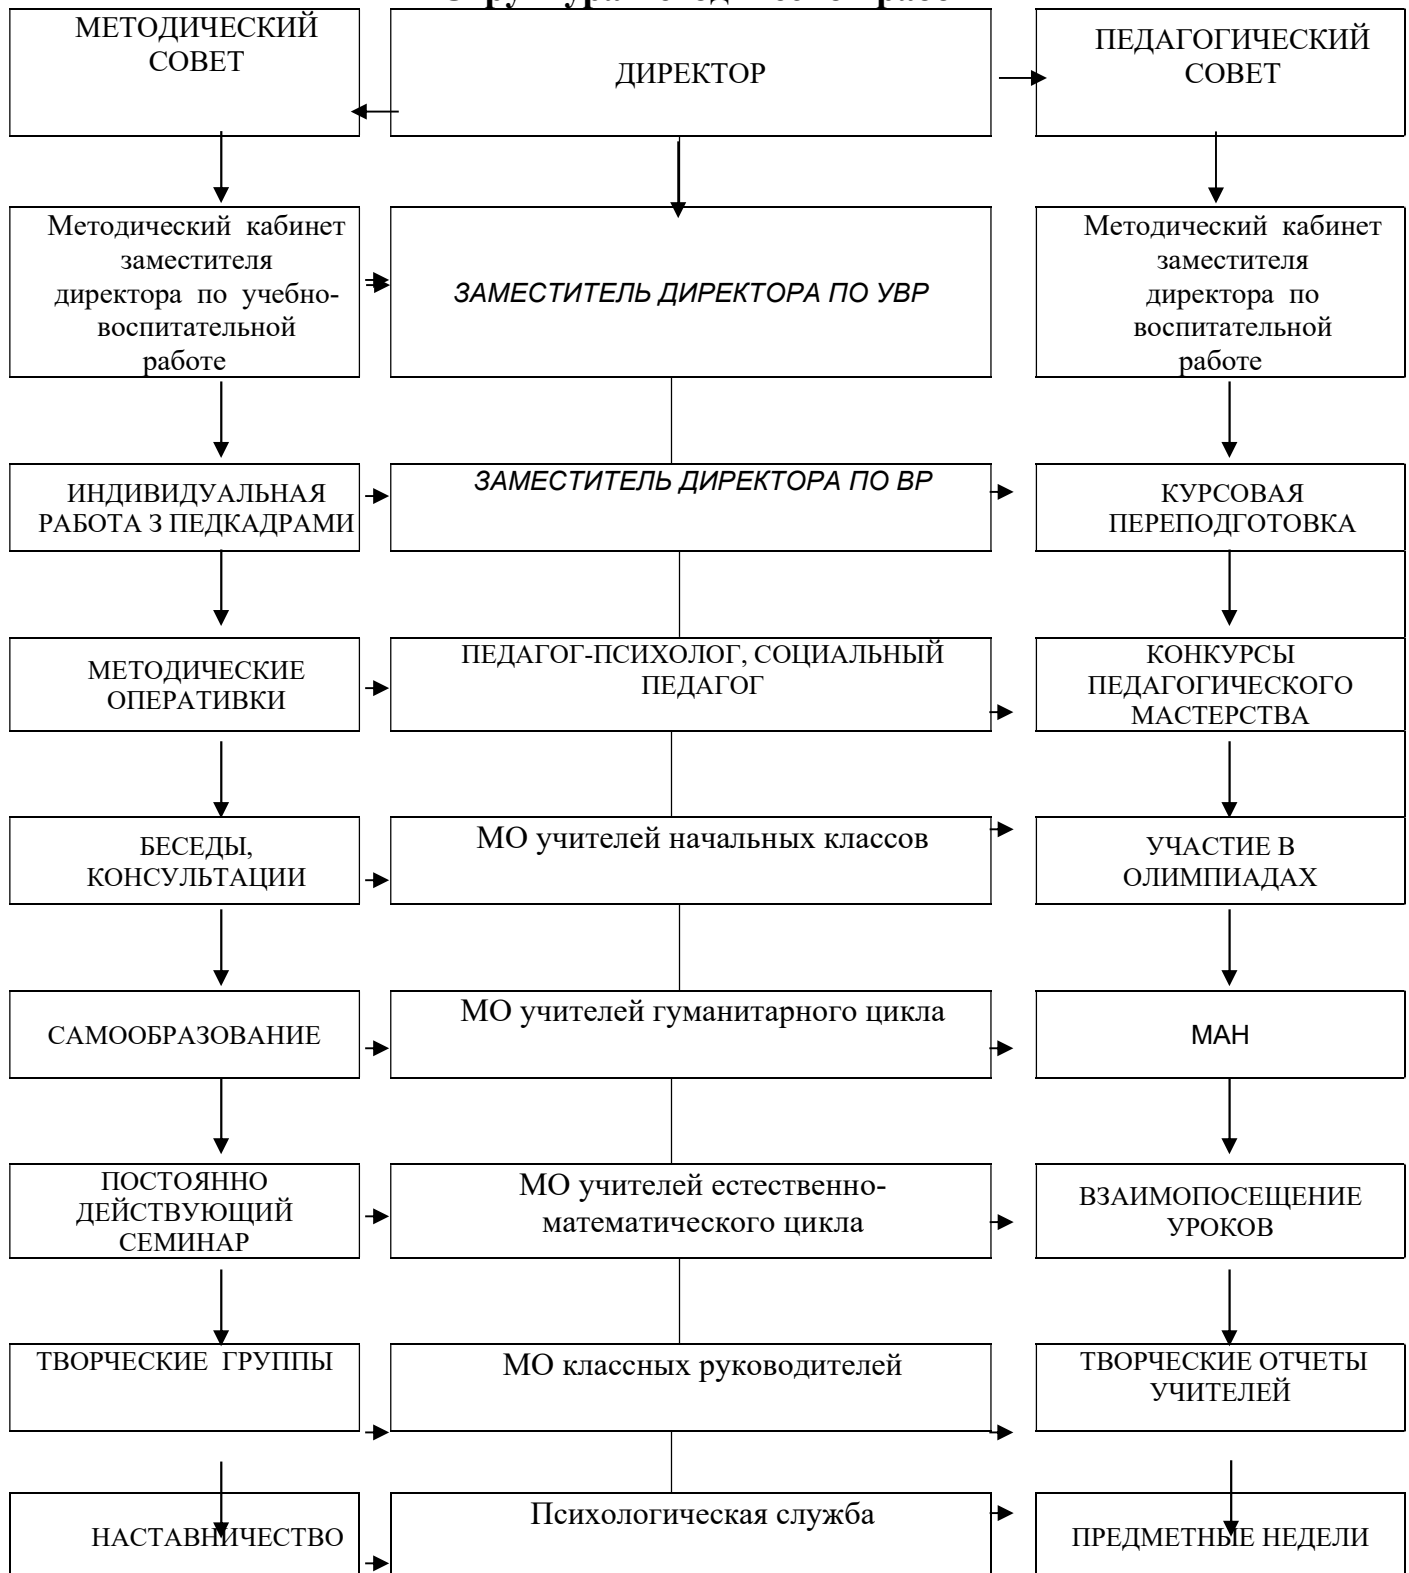 МЕТОДИЧЕСКИЙ
СОВЕТ
ДИРЕКТОР
ПЕДАГОГИЧЕСКИЙ
СОВЕТ
Методический кабинет
заместителя
директора по учебно-
воспитательной
работе
ЗАМЕСТИТЕЛЬ ДИРЕКТОРА ПО УВР
Методический кабинет
заместителя
директора по
воспитательной
работе
ИНДИВИДУАЛЬНАЯ
РАБОТА З ПЕДКАДРАМИ
ЗАМЕСТИТЕЛЬ ДИРЕКТОРА ПО ВР
КУРСОВАЯ
ПЕРЕПОДГОТОВКА
МЕТОДИЧЕСКИЕ
ОПЕРАТИВКИ
ПЕДАГОГ-ПСИХОЛОГ, СОЦИАЛЬНЫЙ
ПЕДАГОГ
КОНКУРСЫ
ПЕДАГОГИЧЕСКОГО
МАСТЕРСТВА
БЕСЕДЫ,
КОНСУЛЬТАЦИИ
МО учителей начальных классов
УЧАСТИЕ В
ОЛИМПИАДАХ
САМООБРАЗОВАНИЕ
МО учителей гуманитарного цикла
МАН
ПОСТОЯННО
ДЕЙСТВУЮЩИЙ
СЕМИНАР
МО учителей естественно-
математического цикла
ВЗАИМОПОСЕЩЕНИЕ
УРОКОВ
ТВОРЧЕСКИЕ ГРУППЫ
МО классных руководителей
ТВОРЧЕСКИЕ ОТЧЕТЫ
УЧИТЕЛЕЙ
НАСТАВНИЧЕСТВО
Психологическая служба
ПРЕДМЕТНЫЕ НЕДЕЛИ